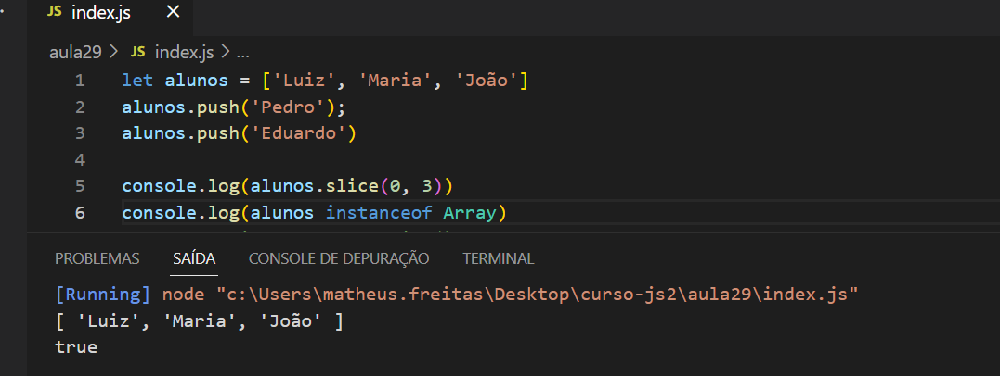 JS index.js ×
aula29 > JS index.js > ...
1 let alunos = ['Luiz', 'Maria', 'João']
2 alunos.push('Pedro');
3 alunos.push('Eduardo')
4
5 console.log(alunos.slice(0, 3))
6 console.log(alunos instanceof Array)
PROBLEMAS SAÍDA CONSOLE DE DEPURAÇÃO TERMINAL
[Running] node "c:\Users\matheus.freitas\Desktop\curso-js2\aula29\index.js"
[ 'Luiz', 'Maria', 'João' ]
true